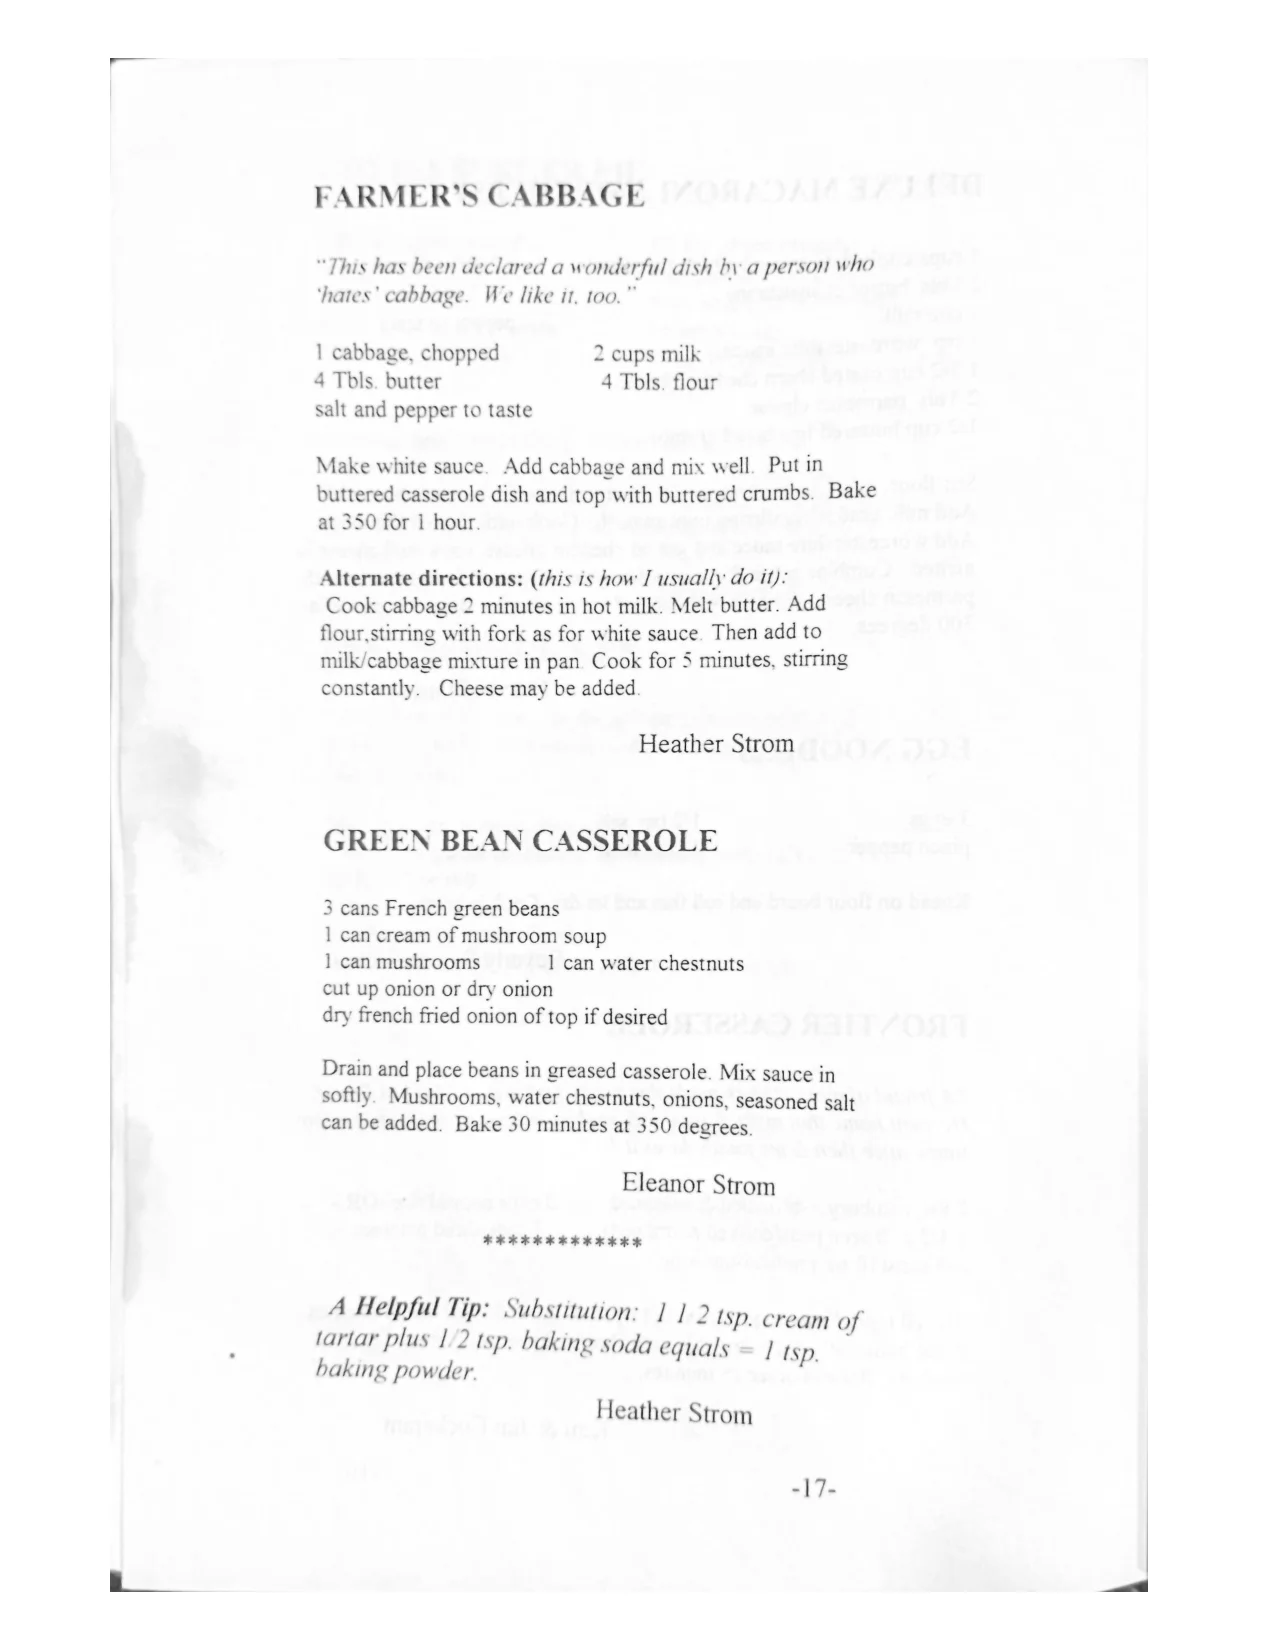 FARMER'S CABBAGE
"This has been declared a wonderful dish by a person who
'hates' cabbage. We like it, too."
1 cabbage, chopped 2 cups milk
4 Tbls. butter 4 Tbls. flour
salt and pepper to taste
Make white sauce. Add cabbage and mix well. Put in
buttered casserole dish and top with buttered crumbs. Bake
at 350 for 1 hour.
Alternate directions: (this is how I usually do it):
Cook cabbage 2 minutes in hot milk. Melt butter. Add
flour,stirring with fork as for white sauce. Then add to
milk/cabbage mixture in pan. Cook for 5 minutes, stirring
constantly. Cheese may be added.
Heather Strom
GREEN BEAN CASSEROLE
3 cans French green beans
1 can cream of mushroom soup
1 can mushrooms 1 can water chestnuts
cut up onion or dry onion
dry french fried onion of top if desired
Drain and place beans in greased casserole. Mix sauce in
softly. Mushrooms, water chestnuts, onions, seasoned salt
can be added. Bake 30 minutes at 350 degrees.
Eleanor Strom
*************
A Helpful Tip: Substitution: 1 1/2 tsp. cream of
tartar plus 1/2 tsp. baking soda equals = 1 tsp.
baking powder.
Heather Strom
-17-